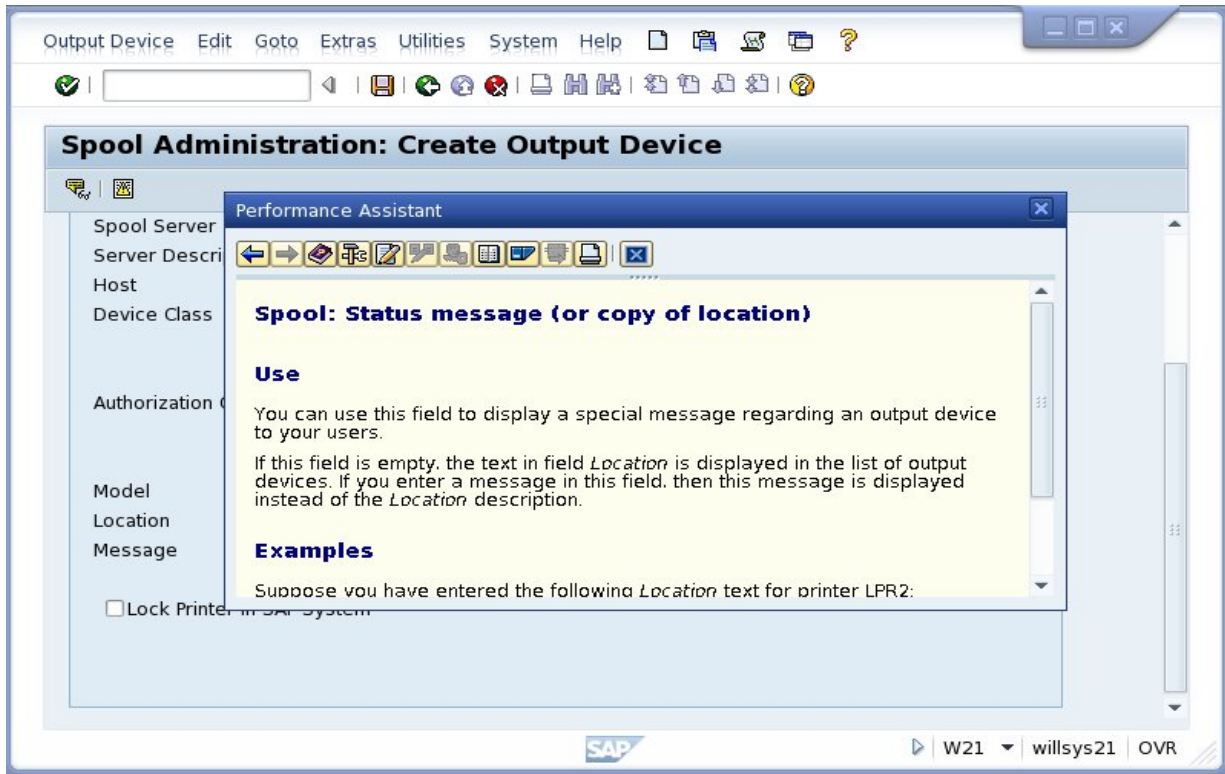 Output Device Edit Goto Extras Utilities System Help
Spool Administration: Create Output Device
Performance Assistant
Spool Server
Server Descri
Host
Device Class
Authorization
Model
Location
Message
Lock Printer in SAP System
Spool: Status message (or copy of location)
Use
You can use this field to display a special message regarding an output device
to your users.
If this field is empty, the text in field Location is displayed in the list of output
devices. If you enter a message in this field, then this message is displayed
instead of the Location description.
Examples
Suppose you have entered the following Location text for printer LPR2:
SAP
W21 willsys21 OVR